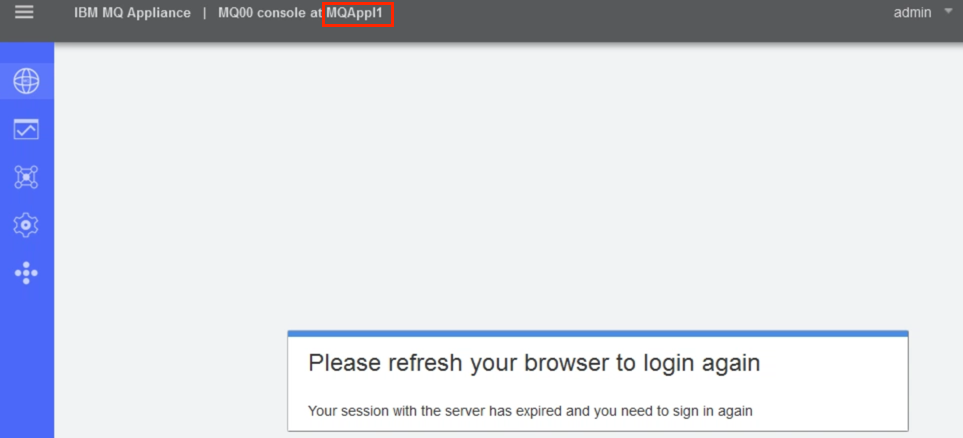 IBM MQ Appliance | MQ00 console at MQAppl1 admin
Please refresh your browser to login again
Your session with the server has expired and you need to sign in again